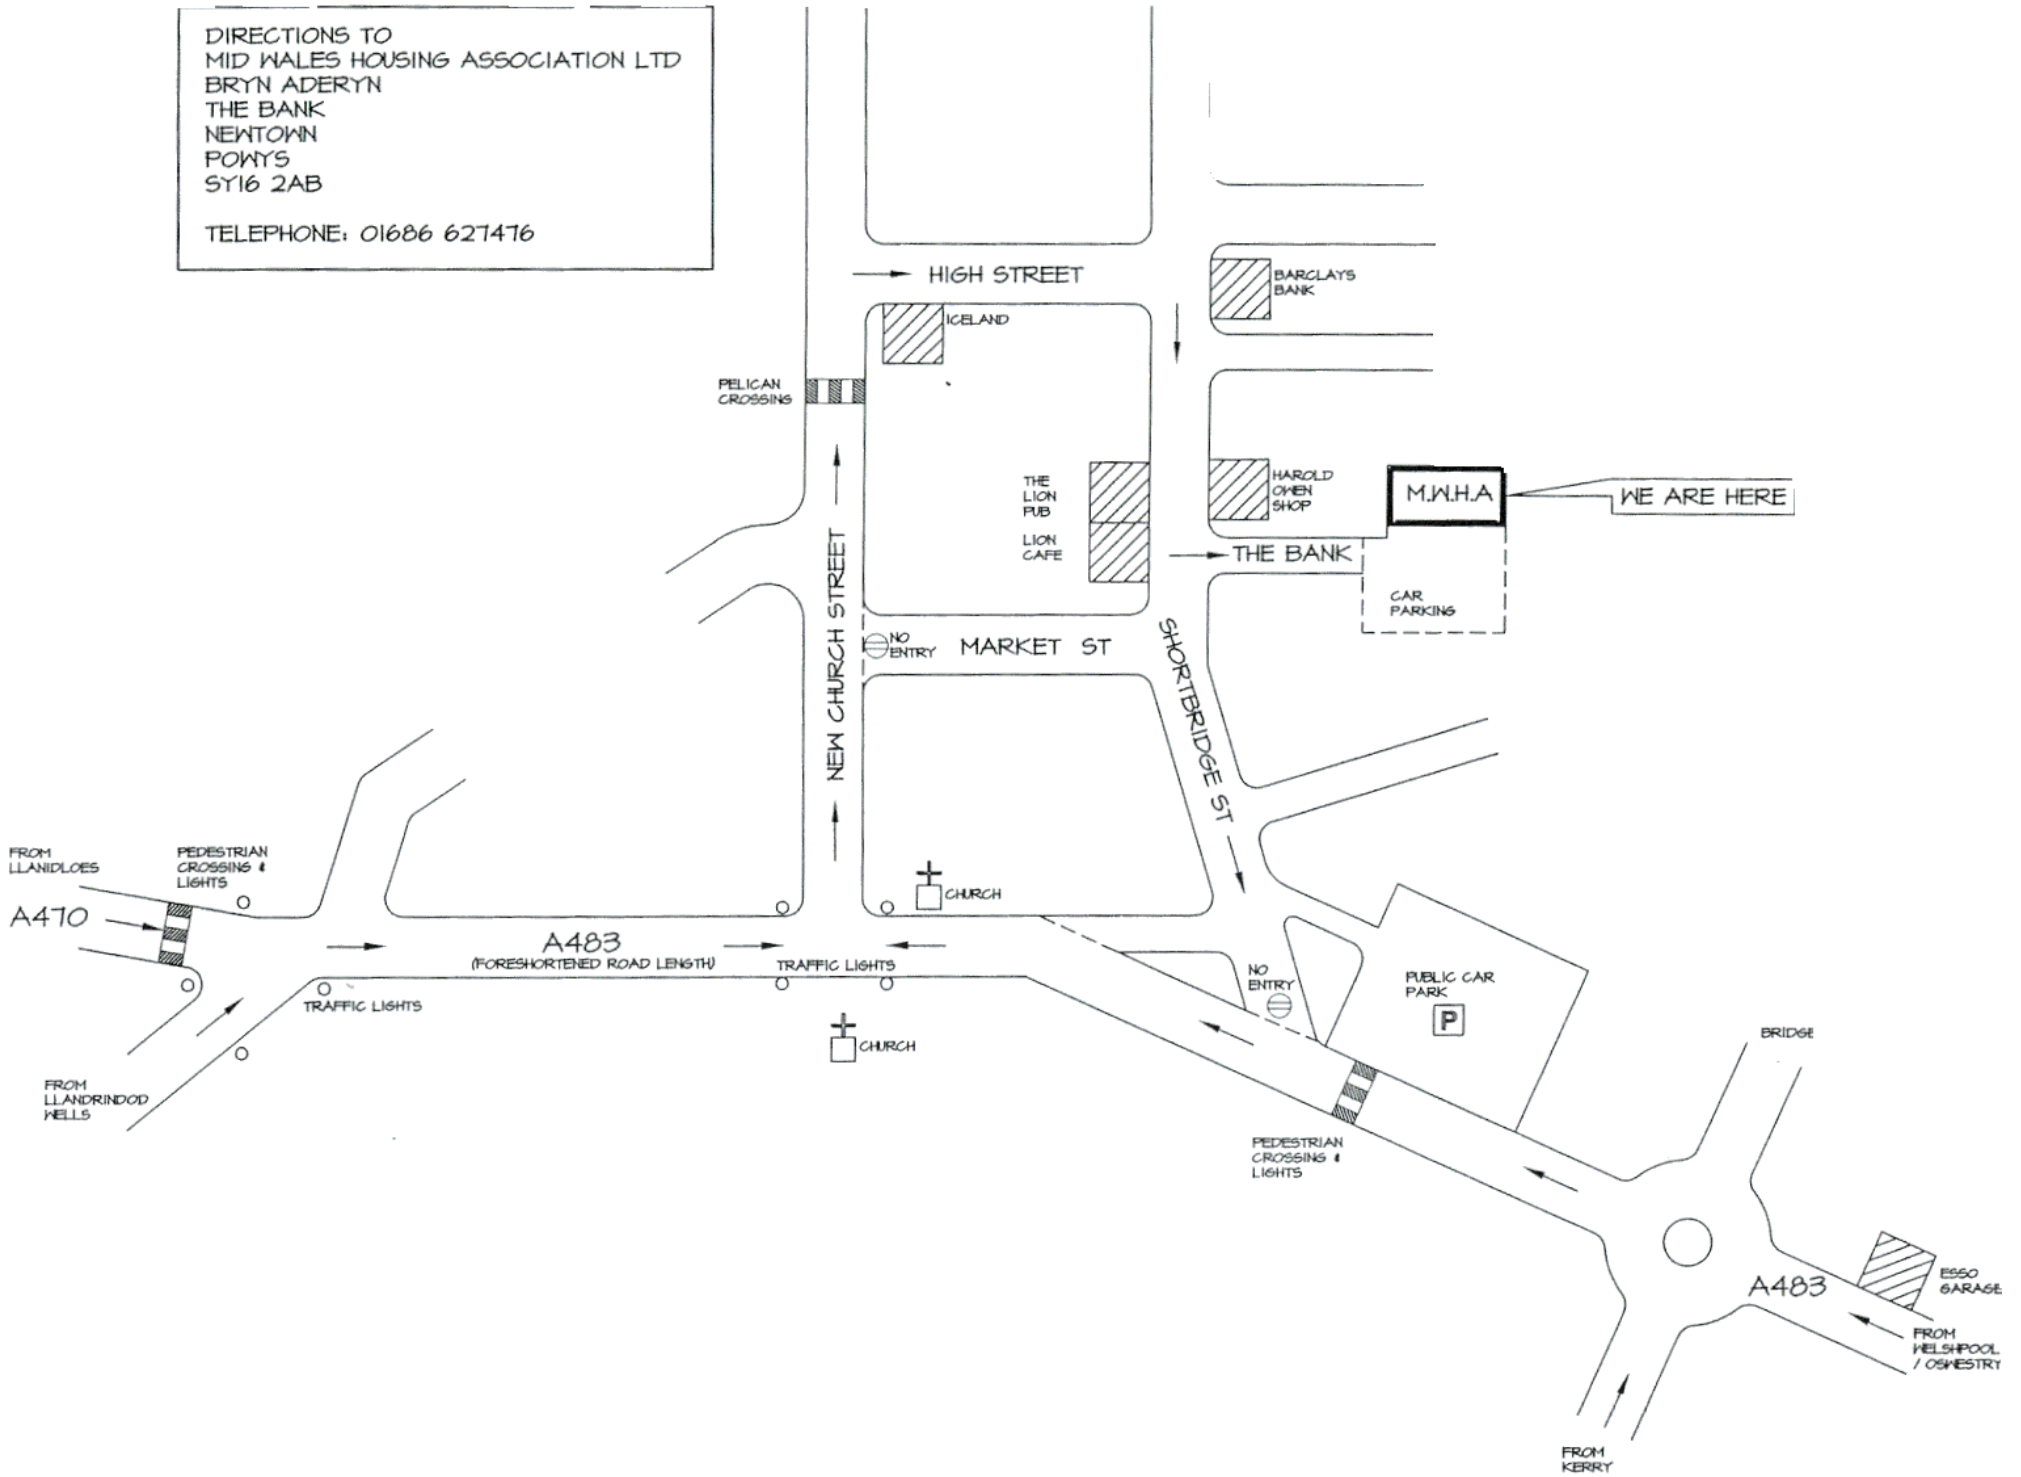 DIRECTIONS TO
MID WALES HOUSING ASSOCIATION LTD
BRYN ADERYN
THE BANK
NEWTOWN
POWYS
SY16 2AB
TELEPHONE: 01686 627476
HIGH STREET
BARCLAYS
BANK
ICELAND
PELICAN
CROSSING
THE
LION
PUB
LION
CAFE
HAROLD
OWEN
SHOP
M.W.H.A
WE ARE HERE
THE BANK
CAR
PARKING
NEW CHURCH STREET
NO
ENTRY
MARKET ST
SHORTBRIDGE ST
FROM
LLANIDLOES
PEDESTRIAN
CROSSING &
LIGHTS
A470
CHURCH
A483
(FORESHORTENED ROAD LENGTH)
TRAFFIC LIGHTS
TRAFFIC LIGHTS
CHURCH
FROM
LLANDRINDOD
WELLS
NO
ENTRY
PUBLIC CAR
PARK
P
BRIDGE
PEDESTRIAN
CROSSING &
LIGHTS
A483
ESSO
GARAGE
FROM
WELSHPOOL
/ OSWESTRY
FROM
KERRY